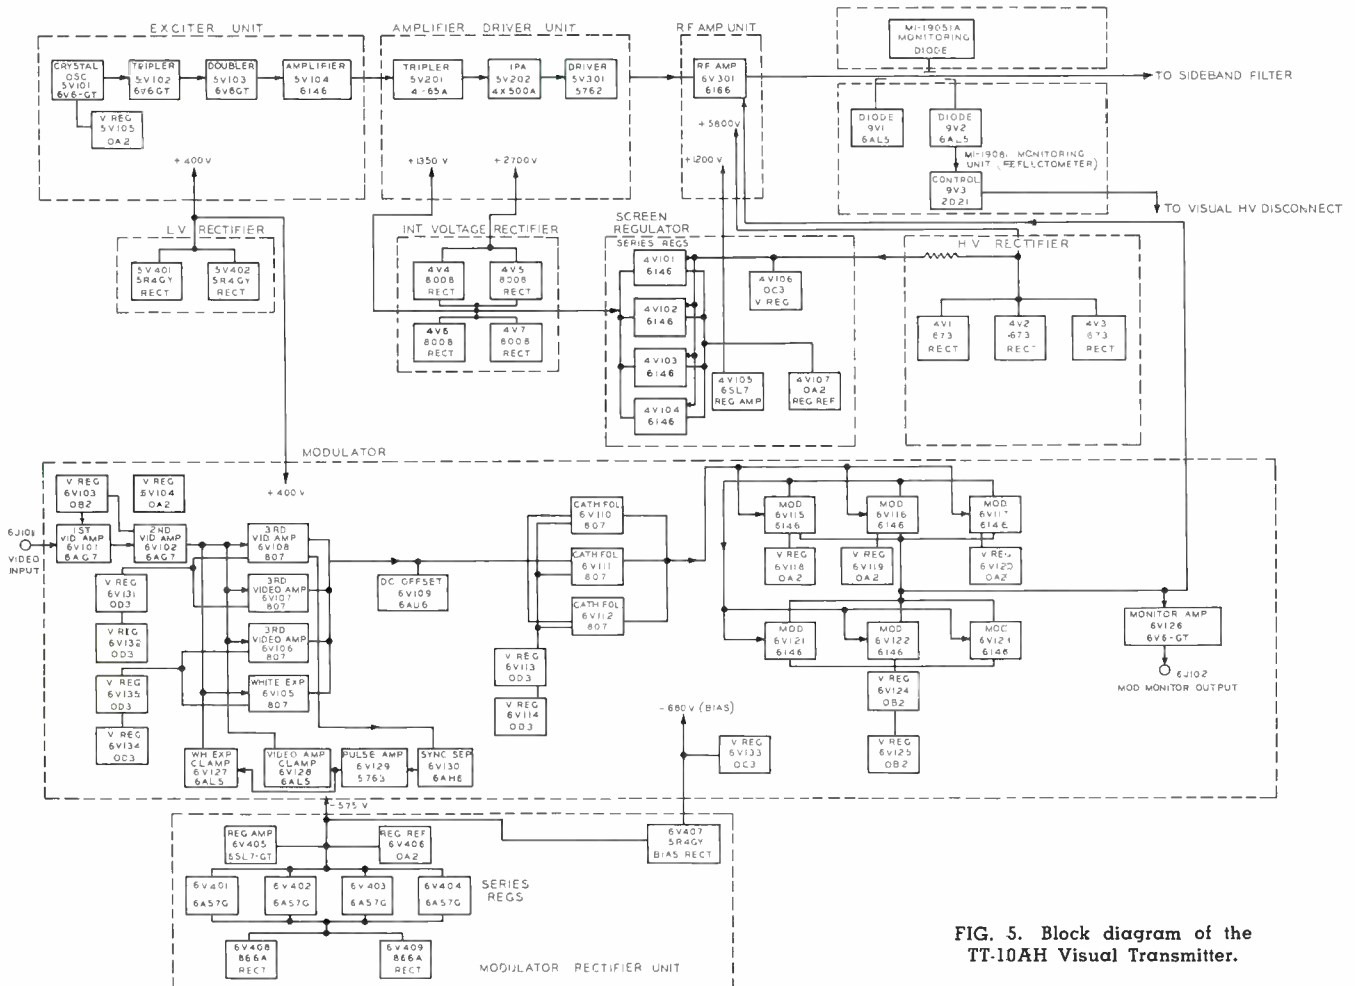 EXCITER UNIT
AMPLIFIER DRIVER UNIT
RF AMP UNIT
MI-19051A
MONITORING
DIODE
CRYSTAL
OSC
5V101
6V6-GT
TRIPLER
5V102
6V6GT
DOUBLER
5V103
6V6GT
AMPLIFIER
5V104
6146
TRIPLER
5V201
4-65A
IPA
5V202
4X500A
DRIVER
5V301
5762
RF AMP
6V301
6166
TO SIDEBAND FILTER
V REG
5V105
OA2
+5800V
DIODE
9V1
6AL5
DIODE
9V2
6AL5
+400V
+1350V
+2700V
+1200V
MONITORING
UNIT (REFLECTOMETER)
CONTROL
9V3
2D21
TO VISUAL HV DISCONNECT
LV RECTIFIER
5V401
5R4GY
RECT
5V402
5R4GY
RECT
INT VOLTAGE RECTIFIER
4V4
8008
RECT
4V5
8008
RECT
4V6
8008
RECT
4V7
8008
RECT
SCREEN
REGULATOR
SERIES REGS
4V101
6146
4V102
6146
4V103
6146
4V104
6146
4V106
OC3
V REG
4V105
6SL7
REG AMP
4V107
OA2
REG REF
HV RECTIFIER
4V1
673
RECT
4V2
673
RECT
4V3
673
RECT
MODULATOR
+400V
V REG
6V103
OB2
V REG
OA2
VIDEO
INPUT
1ST
VID AMP
6V101
6AG7
2ND
VID AMP
6V102
6AG7
3RD
VID AMP
6V108
807
3RD
VIDEO AMP
6V107
807
3RD
VIDEO AMP
6V106
807
WHITE EXP
6V105
807
V REG
6V131
OD3
V REG
6V132
OD3
V REG
6V135
OD3
V REG
6V134
OD3
DC OFFSET
6V109
6AU6
CATH FOL
6V110
807
CATH FOL
6V111
807
CATH FOL
6V112
807
V REG
6V113
OD3
V REG
6V114
OD3
MOD
6V115
6146
MOD
6V116
6146
MOD
6V117
6146
V REG
6V118
OA2
V REG
6V119
OA2
V REG
6V120
OA2
MOD
6V121
6146
MOD
6V122
6146
6146
MONITOR AMP
6V126
6V6-GT
6J102
MOD MONITOR OUTPUT
V REG
6V124
OB2
V REG
6V125
OB2
-680V (BIAS)
V REG
6V133
OC3
WH EXP
CLAMP
6V127
6AL5
VIDEO AMP
CLAMP
6V128
6AL5
PULSE AMP
6V129
5763
SYNC SEP
6V130
6AH6
-575 V
REG AMP
6V405
6SL7-GT
REG REF
6V406
OA2
6V407
5R4GY
BIAS RECT
6V401
6AS7G
6V402
6AS7G
6V403
6AS7G
6V404
6AS7G
SERIES
REGS
6V408
866A
RECT
6V409
866A
RECT
MODULATOR RECTIFIER UNIT
FIG. 5. Block diagram of the
TT-10AH Visual Transmitter.